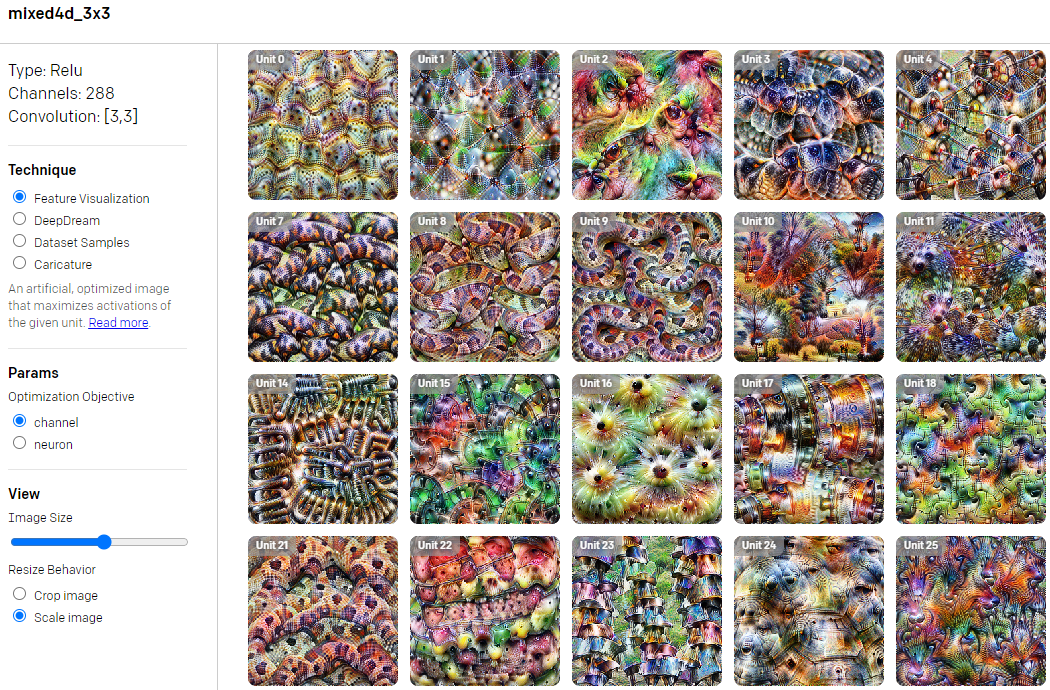 mixed4d_3x3
Type: Relu
Channels: 288
Convolution: [3,3]
Technique
Feature Visualization
DeepDream
Dataset Samples
Caricature
An artificial, optimized image
that maximizes activations of
the given unit. Read more.
Params
Optimization Objective
channel
neuron
View
Image Size
Resize Behavior
Crop image
Scale image
Unit 0
Unit 1
Unit 2
Unit 3
Unit 4
Unit 7
Unit 8
Unit 9
Unit 10
Unit 11
Unit 14
Unit 15
Unit 16
Unit 17
Unit 18
Unit 21
Unit 22
Unit 23
Unit 24
Unit 25